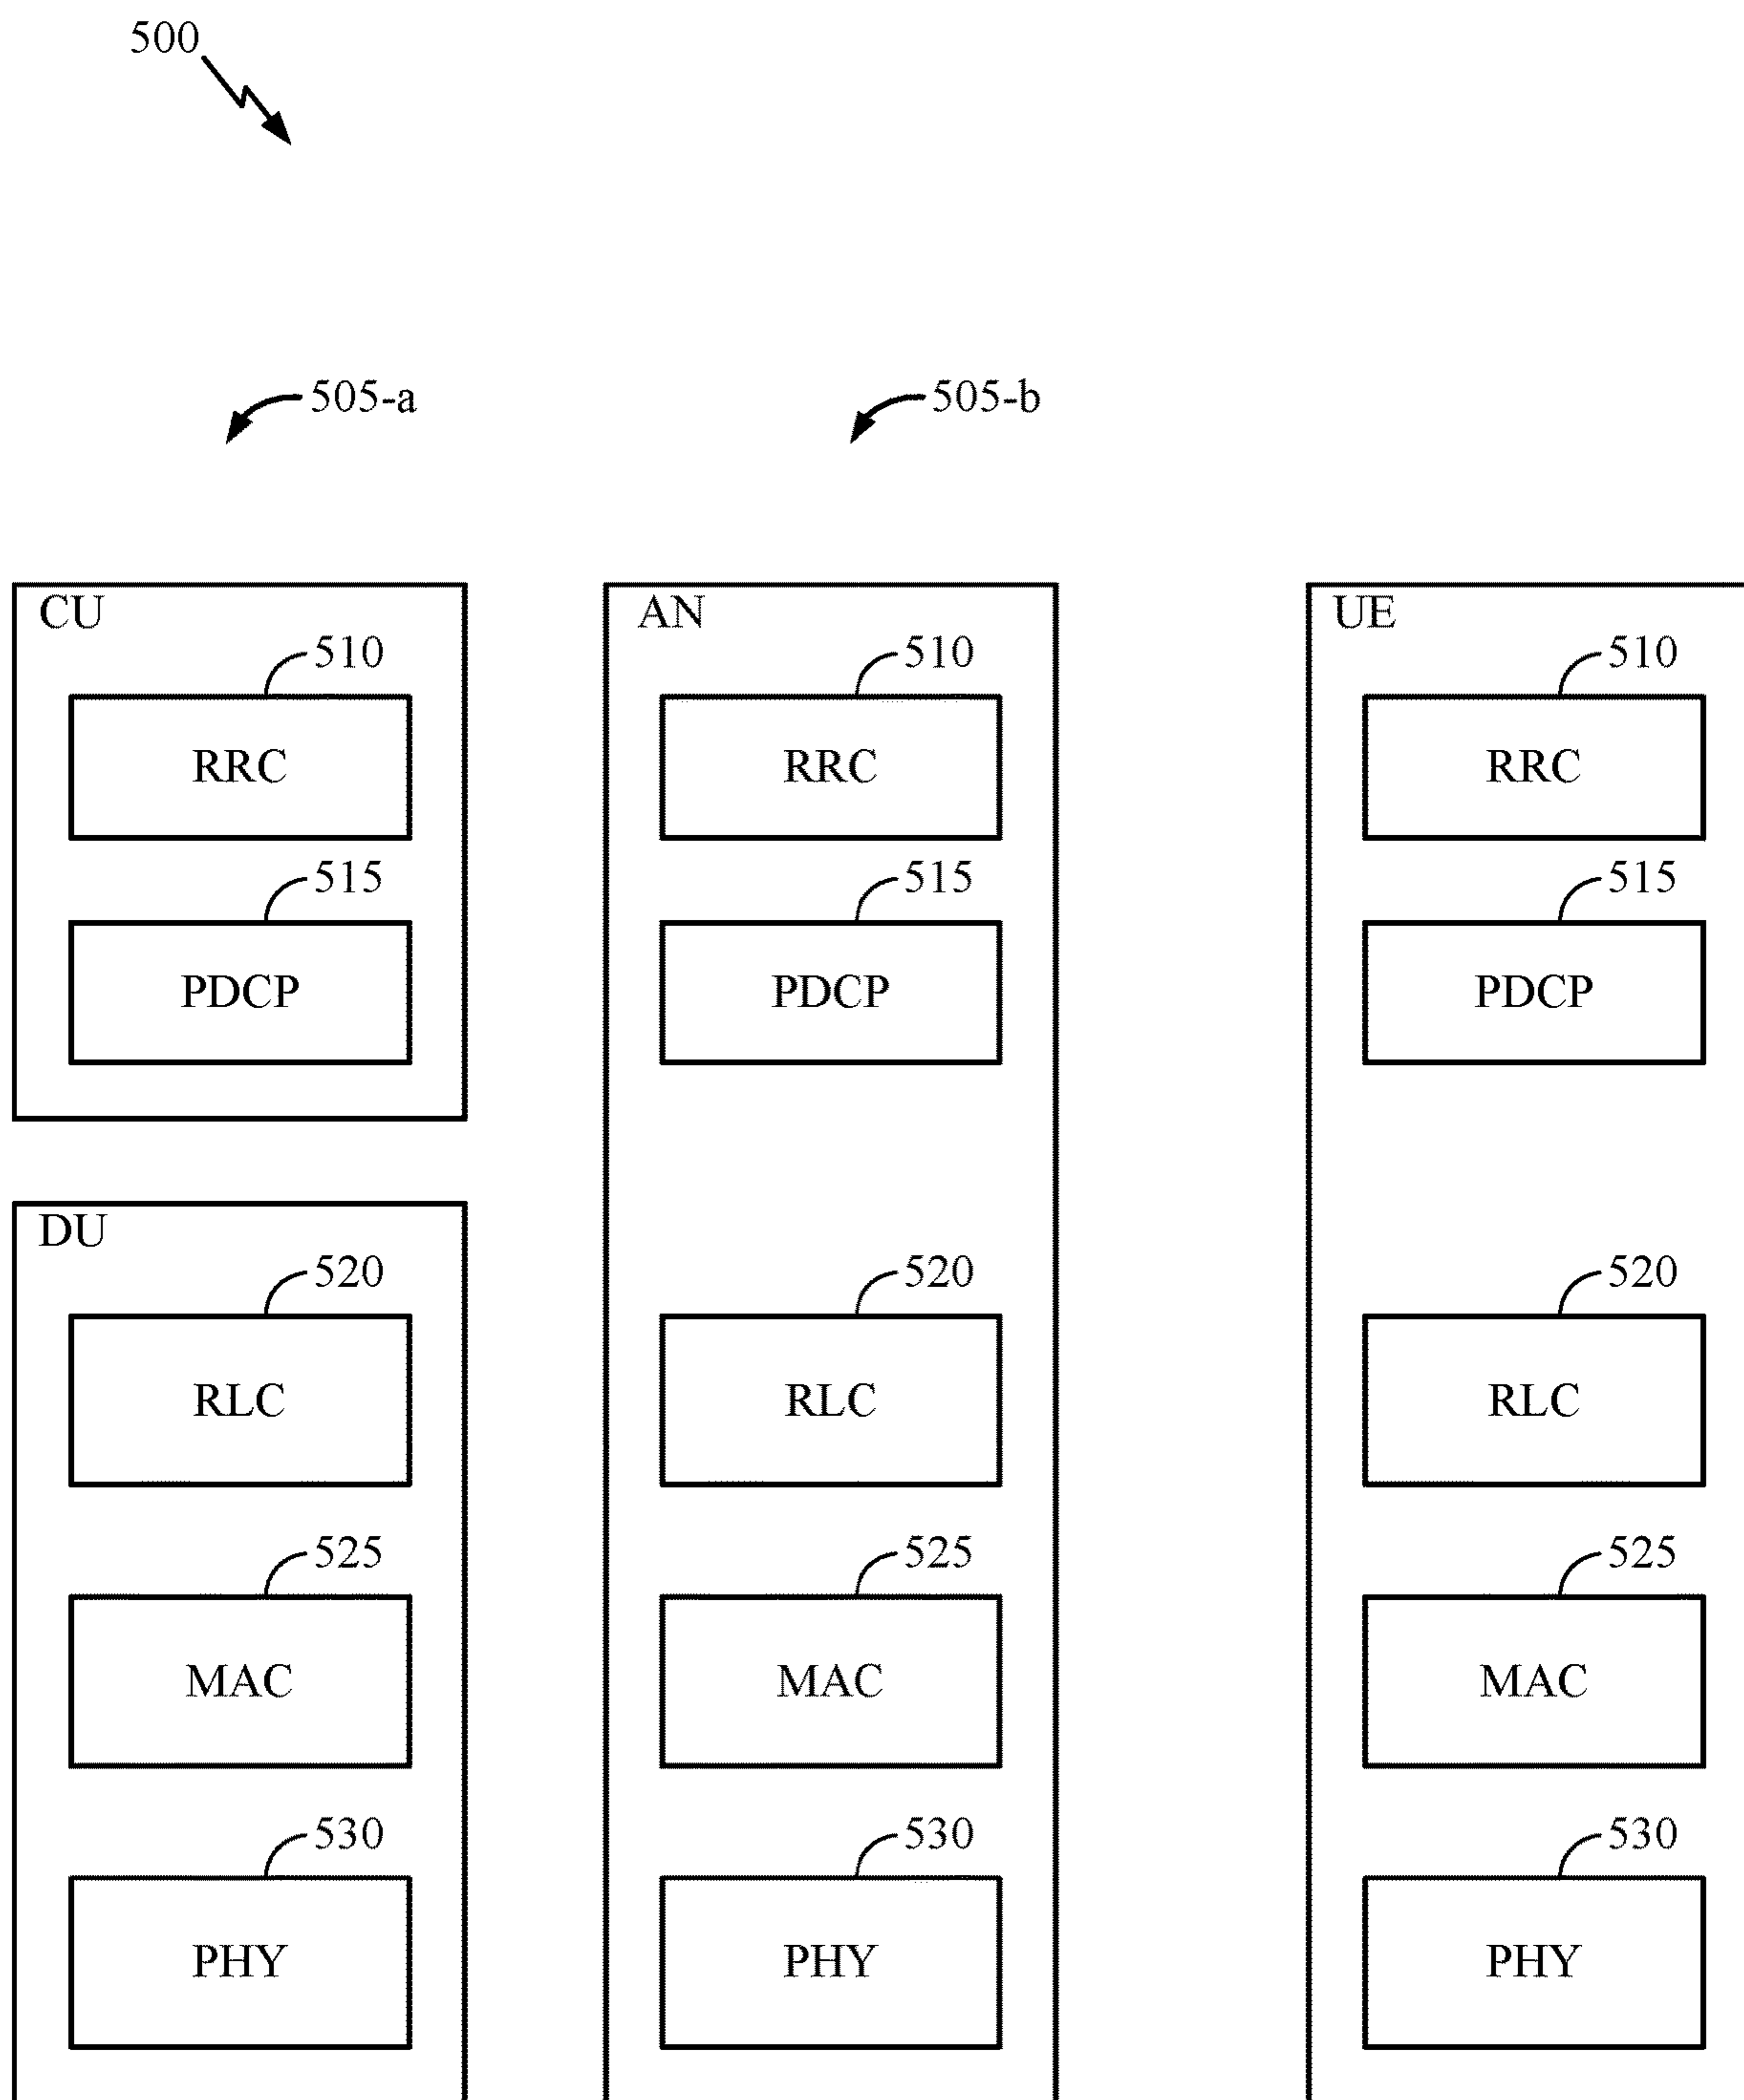 500
505-a 505-b
CU AN UE
510 510 510
RRC RRC RRC
515 515 515
PDCP PDCP PDCP
DU
520 520 520
RLC RLC RLC
525 525 525
MAC MAC MAC
530 530 530
PHY PHY PHY